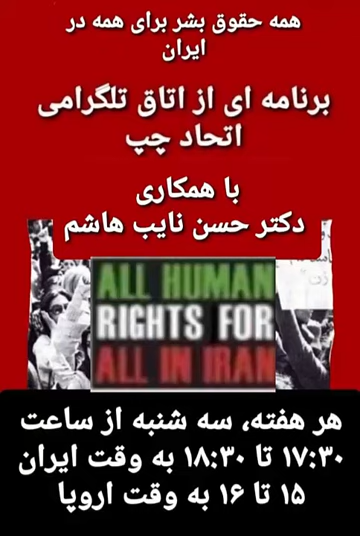 همه حقوق بشر برای همه در
ایران
برنامه ای از اتاق تلگرامی
اتحاد چپ
با همکاری
دکتر حسن نایب هاشم
ALL HUMAN
RIGHTS FOR
ALL IN IRAN
هر هفته، سه شنبه از ساعت
۱۷:۳۰ تا ۱۸:۳۰ به وقت ایران
۱۵ تا ۱۶ به وقت اروپا